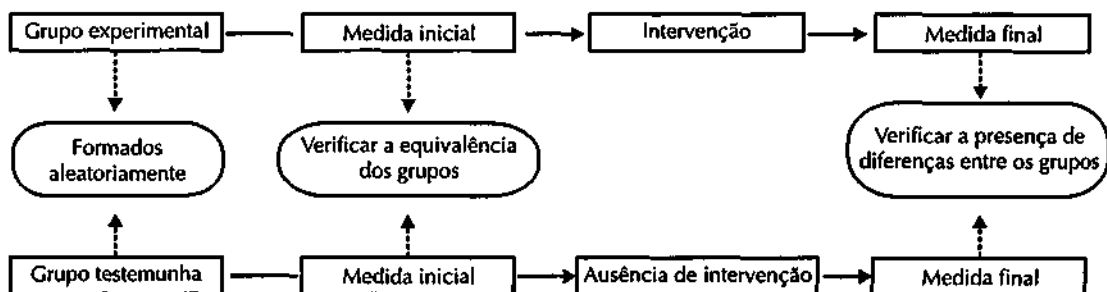 Grupo experimental
Medida inicial
Intervenção
Medida final
Formados
aleatoriamente
Verificar a equivalência
dos grupos
Verificar a presença de
diferenças entre os grupos
Grupo testemunha
Medida inicial
Ausência de intervenção
Medida final